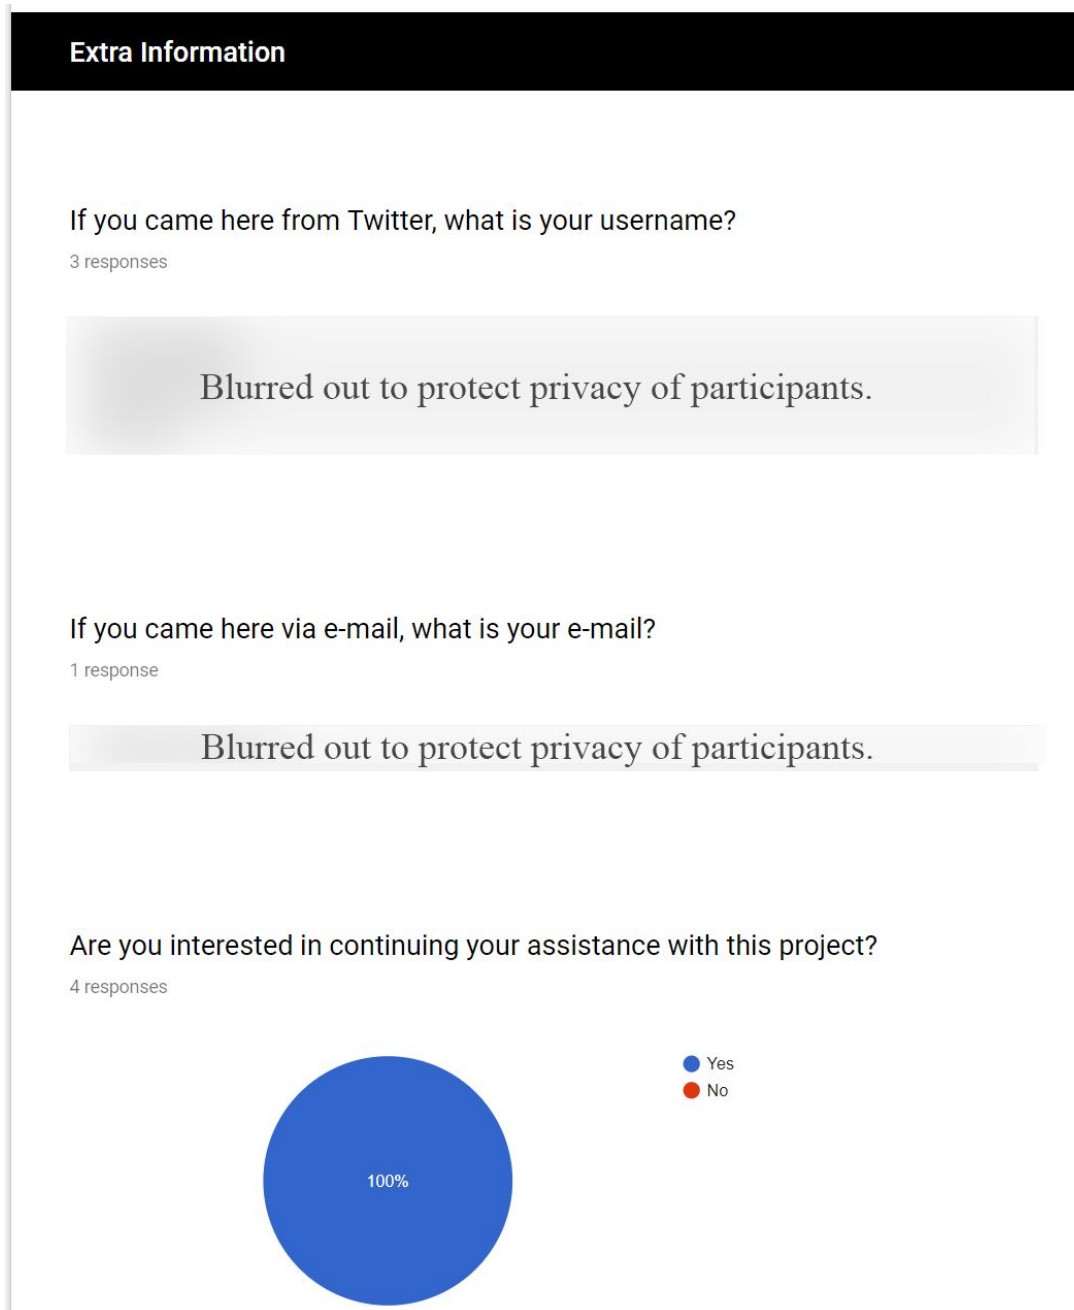 Extra Information
If you came here from Twitter, what is your username?
3 responses
Blurred out to protect privacy of participants.
If you came here via e-mail, what is your e-mail?
1 response
Blurred out to protect privacy of participants.
Are you interested in continuing your assistance with this project?
4 responses
Yes
No
100%